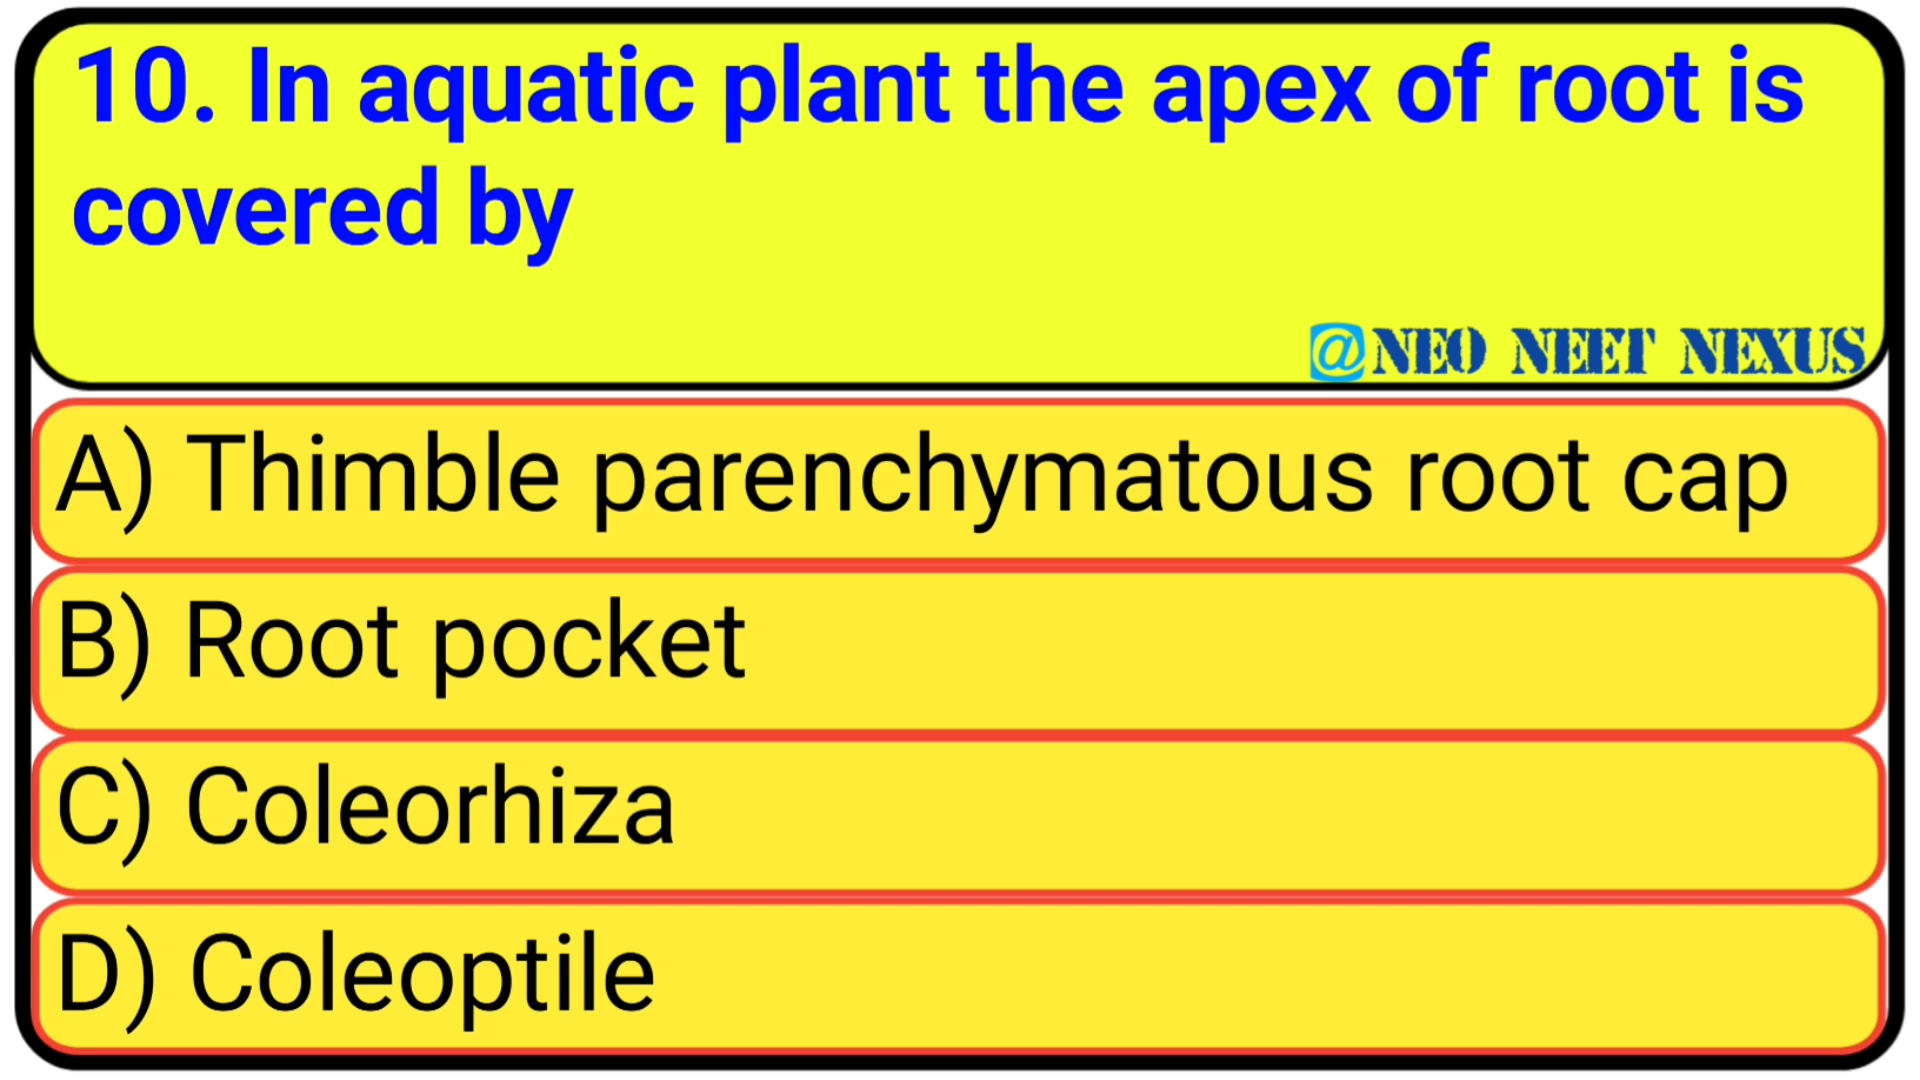 10. In aquatic plant the apex of root is
covered by
@NEO NEET NEXUS
A) Thimble parenchymatous root cap
B) Root pocket
C) Coleorhiza
D) Coleoptile